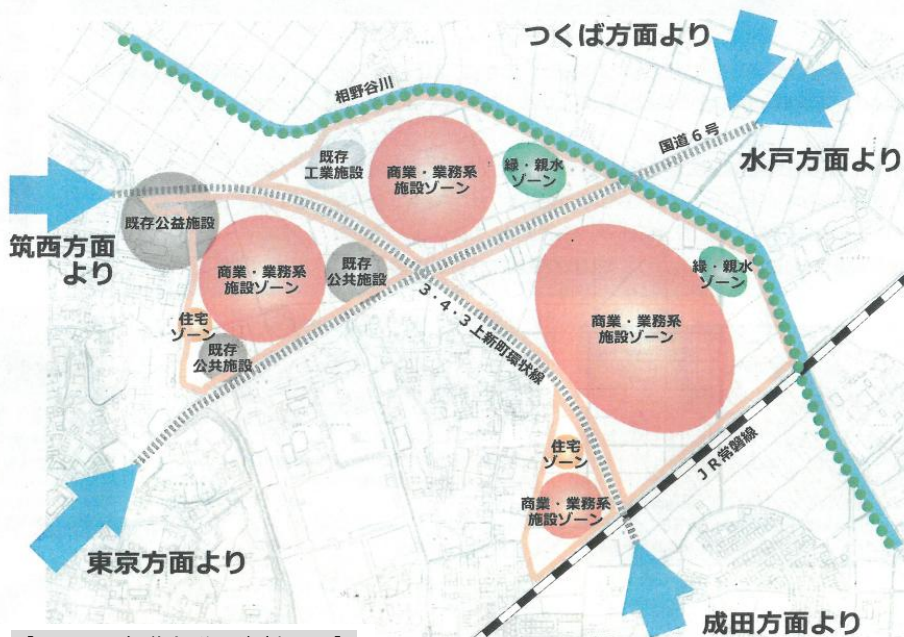 つくば方面より
相野谷川
国道6号
水戸方面より
既存
工業施設
商業・業務系
施設ゾーン
緑・親水
ゾーン
既存公益施設
筑西方面
より
商業・業務系
施設ゾーン
既存
公共施設
緑・親水
ゾーン
3・4・3上新町環状線
商業・業務系
施設ゾーン
住宅
ゾーン
既存
公共施設
住宅
ゾーン
JR常磐線
商業・業務系
施設ゾーン
東京方面より
成田方面より